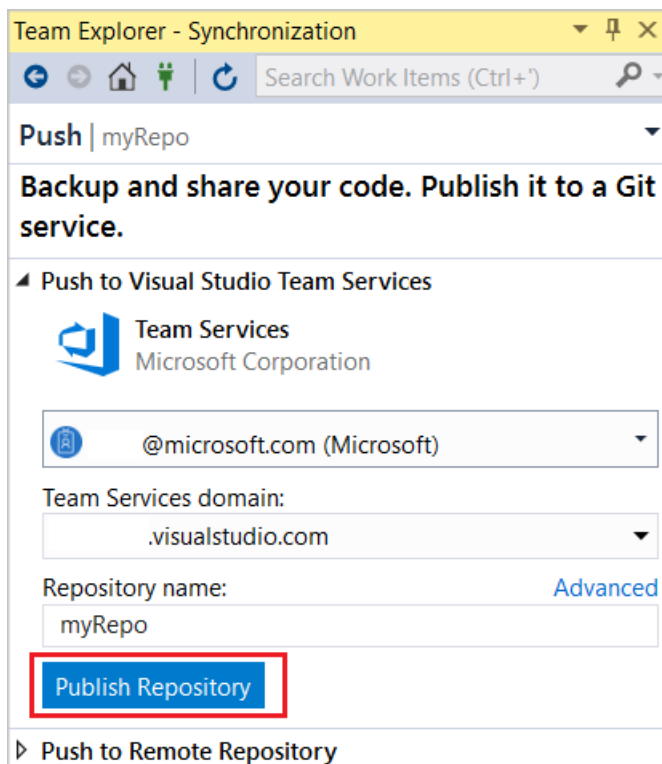 Team Explorer - Synchronization
Search Work Items (Ctrl+')
Push | myRepo
Backup and share your code. Publish it to a Git
service.
Push to Visual Studio Team Services
Team Services
Microsoft Corporation
@microsoft.com (Microsoft)
Team Services domain:
.visualstudio.com
Repository name: Advanced
myRepo
Publish Repository
Push to Remote Repository